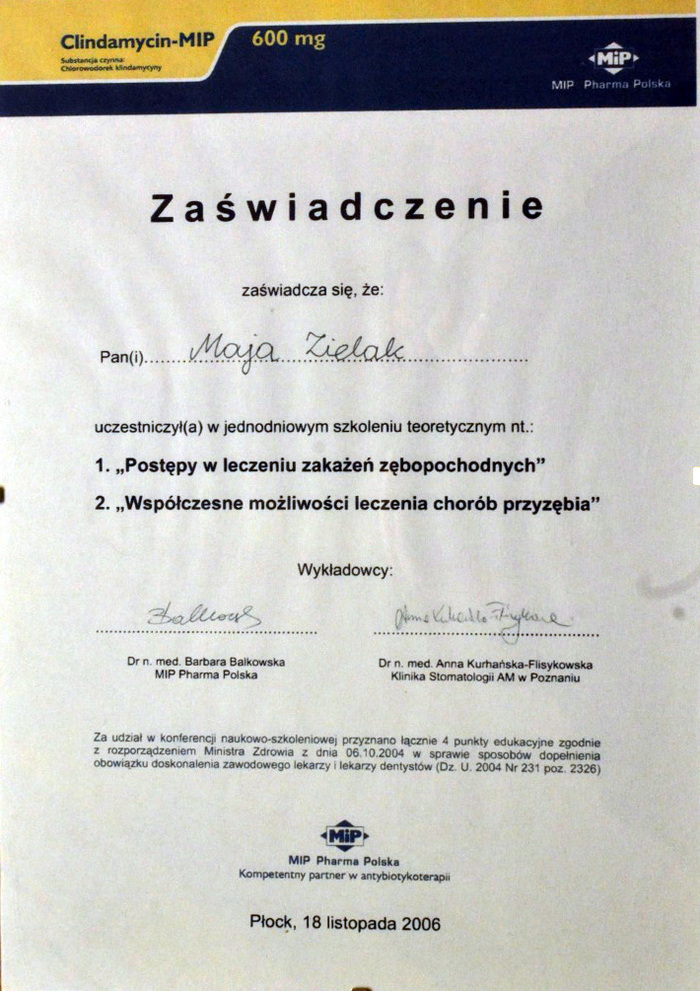 Clindamycin-MIP 600 mg
Substancja czynna:
Chlorowodorek klindamycyny
MiP
MIP Pharma Polska
Zaświadczenie
zaświadcza się, że:
Pan(i)......Maja Zielak......................
uczestniczył(a) w jednodniowym szkoleniu teoretycznym nt.:
1. „Postępy w leczeniu zakażeń zębopochodnych”
2. „Współczesne możliwości leczenia chorób przyzębia”
Wykładowcy:
Dr n. med. Barbara Balkowska
MIP Pharma Polska
Dr n. med. Anna Kurhańska-Flisykowska
Klinika Stomatologii AM w Poznaniu
Za udział w konferencji naukowo-szkoleniowej przyznano łącznie 4 punkty edukacyjne zgodnie
z rozporządzeniem Ministra Zdrowia z dnia 06.10.2004 w sprawie sposobów dopełnienia
obowiązku doskonalenia zawodowego lekarzy i lekarzy dentystów (Dz. U. 2004 Nr 231 poz. 2326)
MiP
MIP Pharma Polska
Kompetentny partner w antybiotykoterapii
Płock, 18 listopada 2006